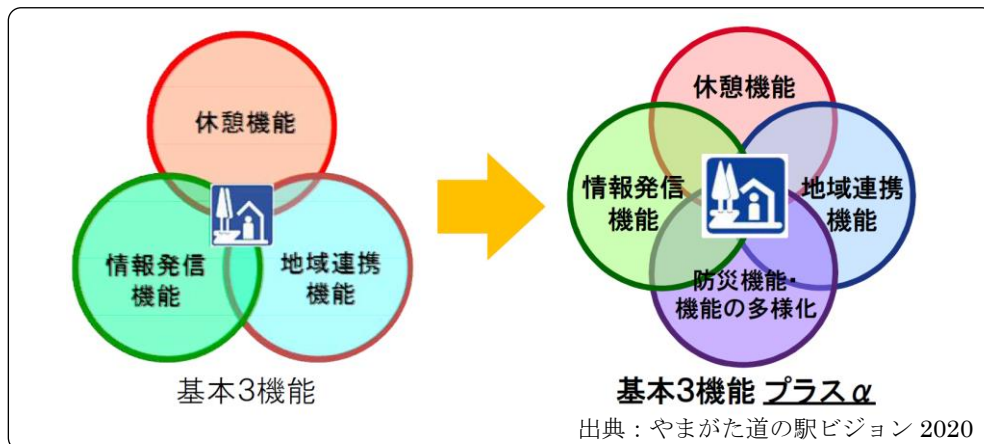 休憩機能
情報発信
機能
地域連携
機能
基本3機能
休憩機能
情報発信
機能
地域連携
機能
防災機能・
機能の多様化
基本3機能 プラスα
出典：やまがた道の駅ビジョン 2020